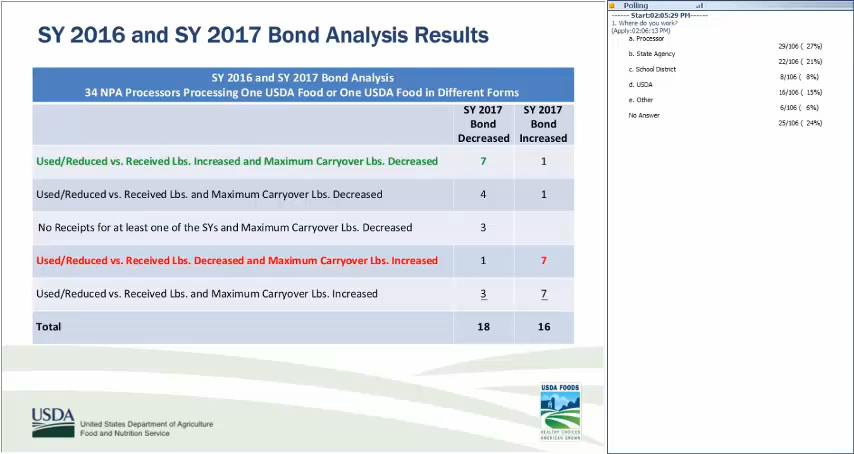 SY 2016 and SY 2017 Bond Analysis Results
SY 2016 and SY 2017 Bond Analysis
34 NPA Processors Processing One USDA Food or One USDA Food in Different Forms
SY 2017 Bond Decreased
SY 2017 Bond Increased
Used/Reduced vs. Received Lbs. Increased and Maximum Carryover Lbs. Decreased 7 1
Used/Reduced vs. Received Lbs. and Maximum Carryover Lbs. Decreased 4 1
No Receipts for at least one of the SYs and Maximum Carryover Lbs. Decreased 3
Used/Reduced vs. Received Lbs. Decreased and Maximum Carryover Lbs. Increased 1 7
Used/Reduced vs. Received Lbs. and Maximum Carryover Lbs. Increased 3 7
Total 18 16
USDA
United States Department of Agriculture
Food and Nutrition Service
USDA FOODS
HEALTHY CHOICES
AMERICAN GROWN
Polling
------ Start:02:05:29 PM------
1. Where do you work?
(Apply:02:06:13 PM)
a. Processor
29/106 ( 27%)
b. State Agency
22/106 ( 21%)
c. School District
8/106 ( 8%)
d. USDA
16/106 ( 15%)
e. Other
6/106 ( 6%)
No Answer
25/106 ( 24%)